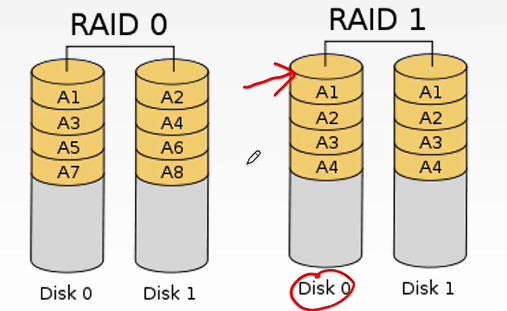 RAID 0
A1
A3
A5
A7
A2
A4
A6
A8
Disk 0
Disk 1
RAID 1
A1
A2
A3
A4
A1
A2
A3
A4
Disk 0
Disk 1